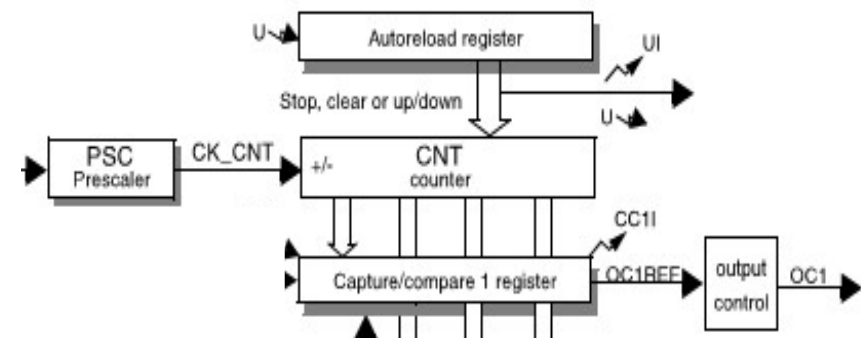 U
Autoreload register
UI
Stop, clear or up/down
U
PSC
Prescaler
CK_CNT
+/-
CNT
counter
CC1I
Capture/compare 1 register
OC1REF
output
control
OC1